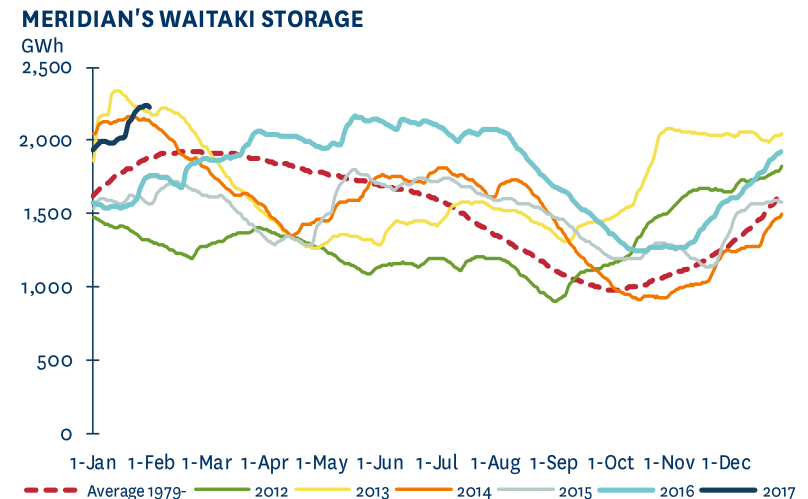 MERIDIAN'S WAITAKI STORAGE
GWh
2,500
2,000
1,500
1,000
500
0
1-Jan 1-Feb 1-Mar 1-Apr 1-May 1-Jun 1-Jul 1-Aug 1-Sep 1-Oct 1-Nov 1-Dec
Average 1979- 2012 2013 2014 2015 2016 2017